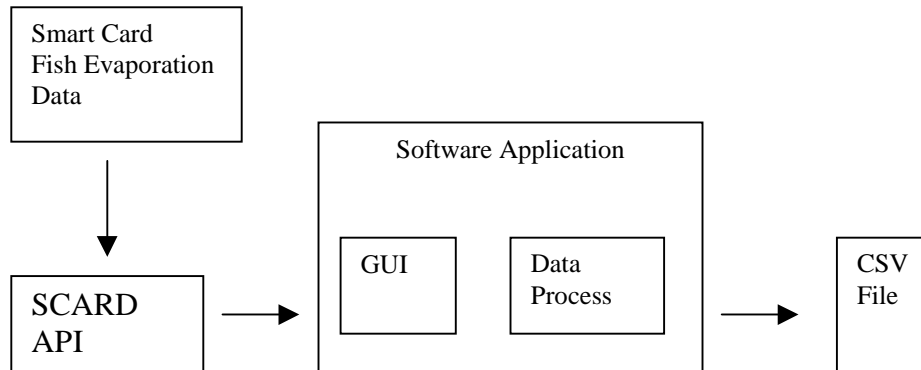 Smart Card
Fish Evaporation
Data
Software Application
GUI
Data
Process
CSV
File
SCARD
API